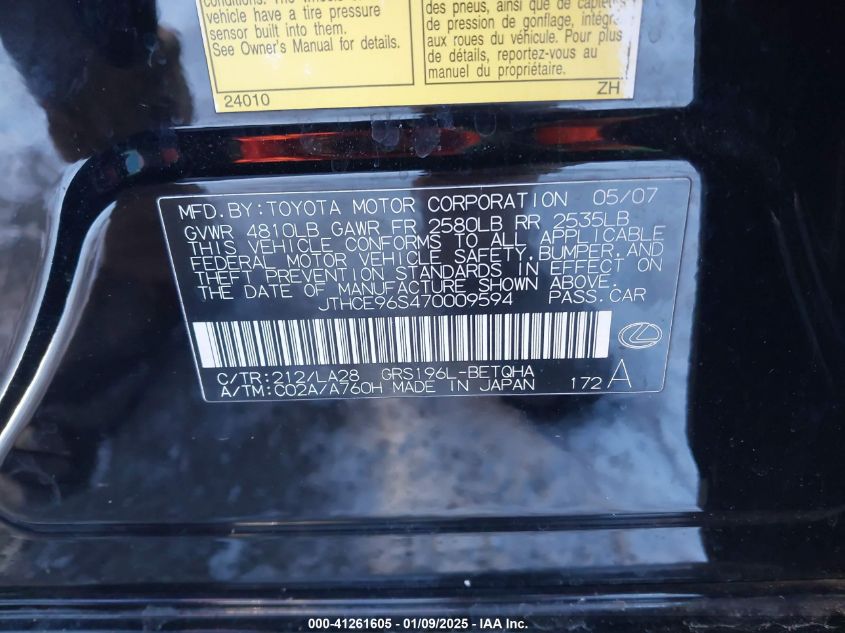 conditions. The wheels
vehicle have a tire pressure
sensor built into them.
See Owner's Manual for details.
24010
des pneus, ainsi que de
de pression de gonflage, intégr
aux roues du véhicule. Pour plus
de détails, reportez-vous au
manuel du propriétaire.
ZH
MFD.BY:TOYOTA MOTOR CORPORATION 05/07
GVWR 4810LB GAWR FR 2580LB RR 2535LB
THIS VEHICLE CONFORMS TO ALL APPLICABLE
FEDERAL MOTOR VEHICLE SAFETY,BUMPER,AND
THEFT PREVENTION STANDARDS IN EFFECT ON
THE DATE OF MANUFACTURE SHOWN ABOVE.
JTHCE96S470009594 PASS.CAR
C/TR:212/LA28 GRS196L-BETQHA
A/TM:C02A/A760H MADE IN JAPAN 172 A
000-41261605 - 01/09/2025 - IAA Inc.